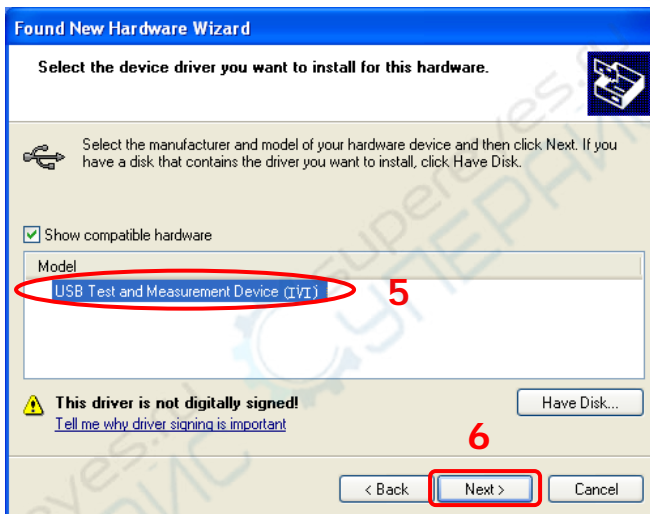 Found New Hardware Wizard
Select the device driver you want to install for this hardware.
Select the manufacturer and model of your hardware device and then click Next. If you
have a disk that contains the driver you want to install, click Have Disk.
Show compatible hardware
Model
USB Test and Measurement Device (IVI)
5
This driver is not digitally signed!
Have Disk...
Tell me why driver signing is important
6
< Back
Next >
Cancel
supereyes.ru
СУПЕРАЙС